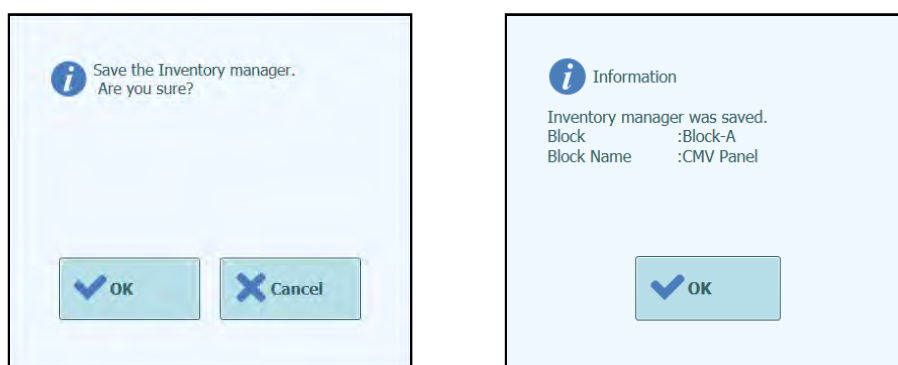 Save the Inventory manager.
Are you sure?
OK
Cancel
Information
Inventory manager was saved.
Block :Block-A
Block Name :CMV Panel
OK